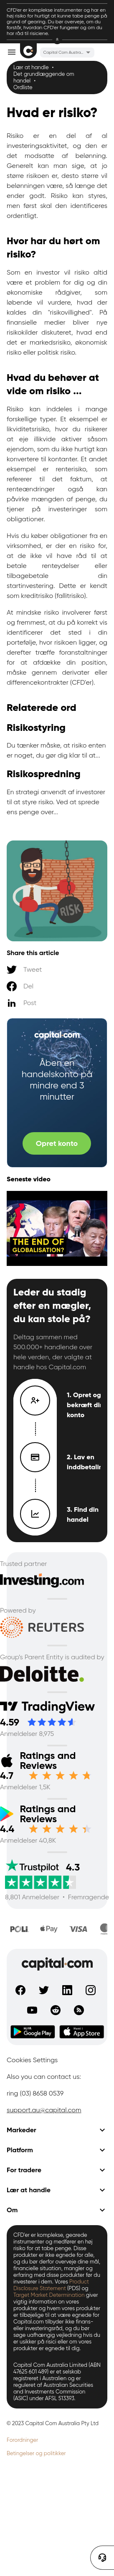 CFD'er er komplekse instrumenter og har en
høj risiko for hurtigt at kunne tabe penge på
grund af gearing. Du bør overveje, om du
forstår, hvordan CFD'er fungerer og om du
har råd til risiciene.
x
Capital Com Austra...
Lær at handle •
Det grundlæggende om
handel •
Ordliste
Hvad er risiko?
Risiko er en del af al
investeringsaktivitet, og den er
det modsatte af belønning.
Generelt kan man sige, at jo
højere risikoen er, desto større vil
belønningen være, så længe det
ender godt. Risiko kan styres,
men først skal den identificeres
ordentligt.
Hvor har du hørt om
risiko?
Som en investor vil risiko altid
være et problem for dig og din
økonomiske rådgiver, som
løbende vil vurdere, hvad der
kaldes din "risikovillighed". På
finansielle medier bliver nye
risikobilleder diskuteret, hvad
end det er markedsrisiko, økonomisk
risiko eller politisk risiko.
Hvad du behøver at
vide om risiko ...
Risiko kan inddeles i mange
forskellige typer. Et eksempel er
likviditetsrisiko, hvor du risikerer
at eje illikvide aktiver såsom
ejendom, der ikke sådan hurtigt kan
konverteret til kontanter. Et andet
eksempel er renterisiko, som
refererer til det faktum, at
renteændringer også kan
påvirke mængden af penge, du
tjener på investeringer som
obligationer.
Hvis du køber obligationer fra en
virksomhed, er der en risiko for,
at de ikke vil have råd til at
betale renteydelser eller
tilbagebetale din
startinvestering. Dette er kendt
som kreditrisiko (fallitrisiko).
At mindske risiko involverer først
og fremmest, at du på korrekt vis
identificerer det sted i din
portefølje, hvor risikoen ligger, og
derefter træffe foranstaltninger
for at afdække din position,
måske gennem derivater eller
differencekontrakter (CFD'er).
Relaterede ord
Risikostyring
Du tænker måske, at risiko enten
er noget, du gør dig klar til at...
Risikospredning
En strategi anvendt af investorer
til at styre risiko. Ved at sprede
ens penge over...
RISK
Share this article
Tweet
Del
Post
capital.com
Åben en
handelskonto på
mindre end 3
minutter
Opret konto
Seneste video
THE END OF
GLOBALISATION?
Leder du stadig
efter en mægler,
du kan stole på?
Deltag sammen med
500.000+ handlende over
hele verden, der valgte at
handle hos Capital.com
1. Opret og
bekræft din
konto
2. Lav en
indbetaling
3. Find din
handel
Trusted partner
Investing.com
Powered by
REUTERS
Group's Parent Entity is audited by
Deloitte.
TradingView
4.59
Anmeldelser 8,975
Ratings and
Reviews
4.7
Anmeldelser 1,5K
Ratings and
Reviews
4.4
Anmeldelser 40,8K
Trustpilot 4.3
8,801 Anmeldelser • Fremragende
POLi Pay VISA
capital.com
Google Play
App Store
Cookie Settings
Also you can contact us:
ring (03) 8658 0539
support.au@capital.com
Markeder
Platform
For tradere
Lær at handle
Om
CFD'er er komplekse, gearede
instrumenter og medfører en høj
risiko for at tabe penge. Disse
produkter er ikke egnede for alle,
og du bør derfor overveje dine mål,
finansielle situation, behov og
erfaring med disse produkter før du
investerer i dem. Vores Product
Disclosure Statement (PDS) og
Target Market Determination giver
vigtig information om vores
produkter og hvem vores produkter
er tilbøjelige til at være egnede for
Capital.com tilbyder ikke finans-
eller investeringsråd, da du bør
søge uafhængig vejledning hvis du
er usikker på risici eller om vores
produkter er egnede til dig.
Capital Com Australia Limited (ABN
47625 601 489) er et selskab
registreret i Australien og er
reguleret af Australian Securities
and Investments Commission
(ASIC) under AFSL 513393.
© 2023 Capital Com Australia Pty Ltd
Forordninger
Betingelser og politikker